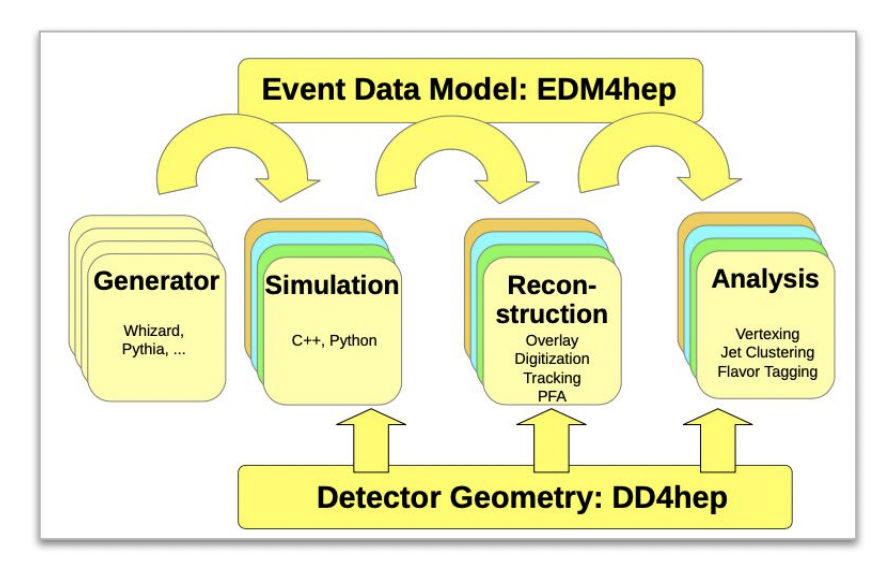 Event Data Model: EDM4hep
Generator
Whizard,
Pythia, ...
Simulation
C++, Python
Recon-
struction
Overlay
Digitization
Tracking
PFA
Analysis
Vertexing
Jet Clustering
Flavor Tagging
Detector Geometry: DD4hep